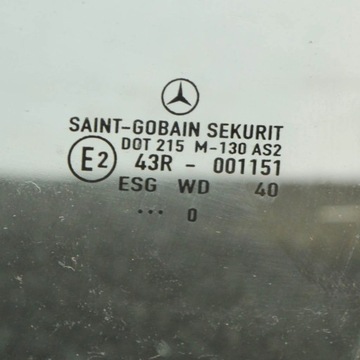 SAINT-GOBAIN SEKURIT
DOT 215 M-130 AS2
E2 43R - 001151
ESG WD 40
... 0